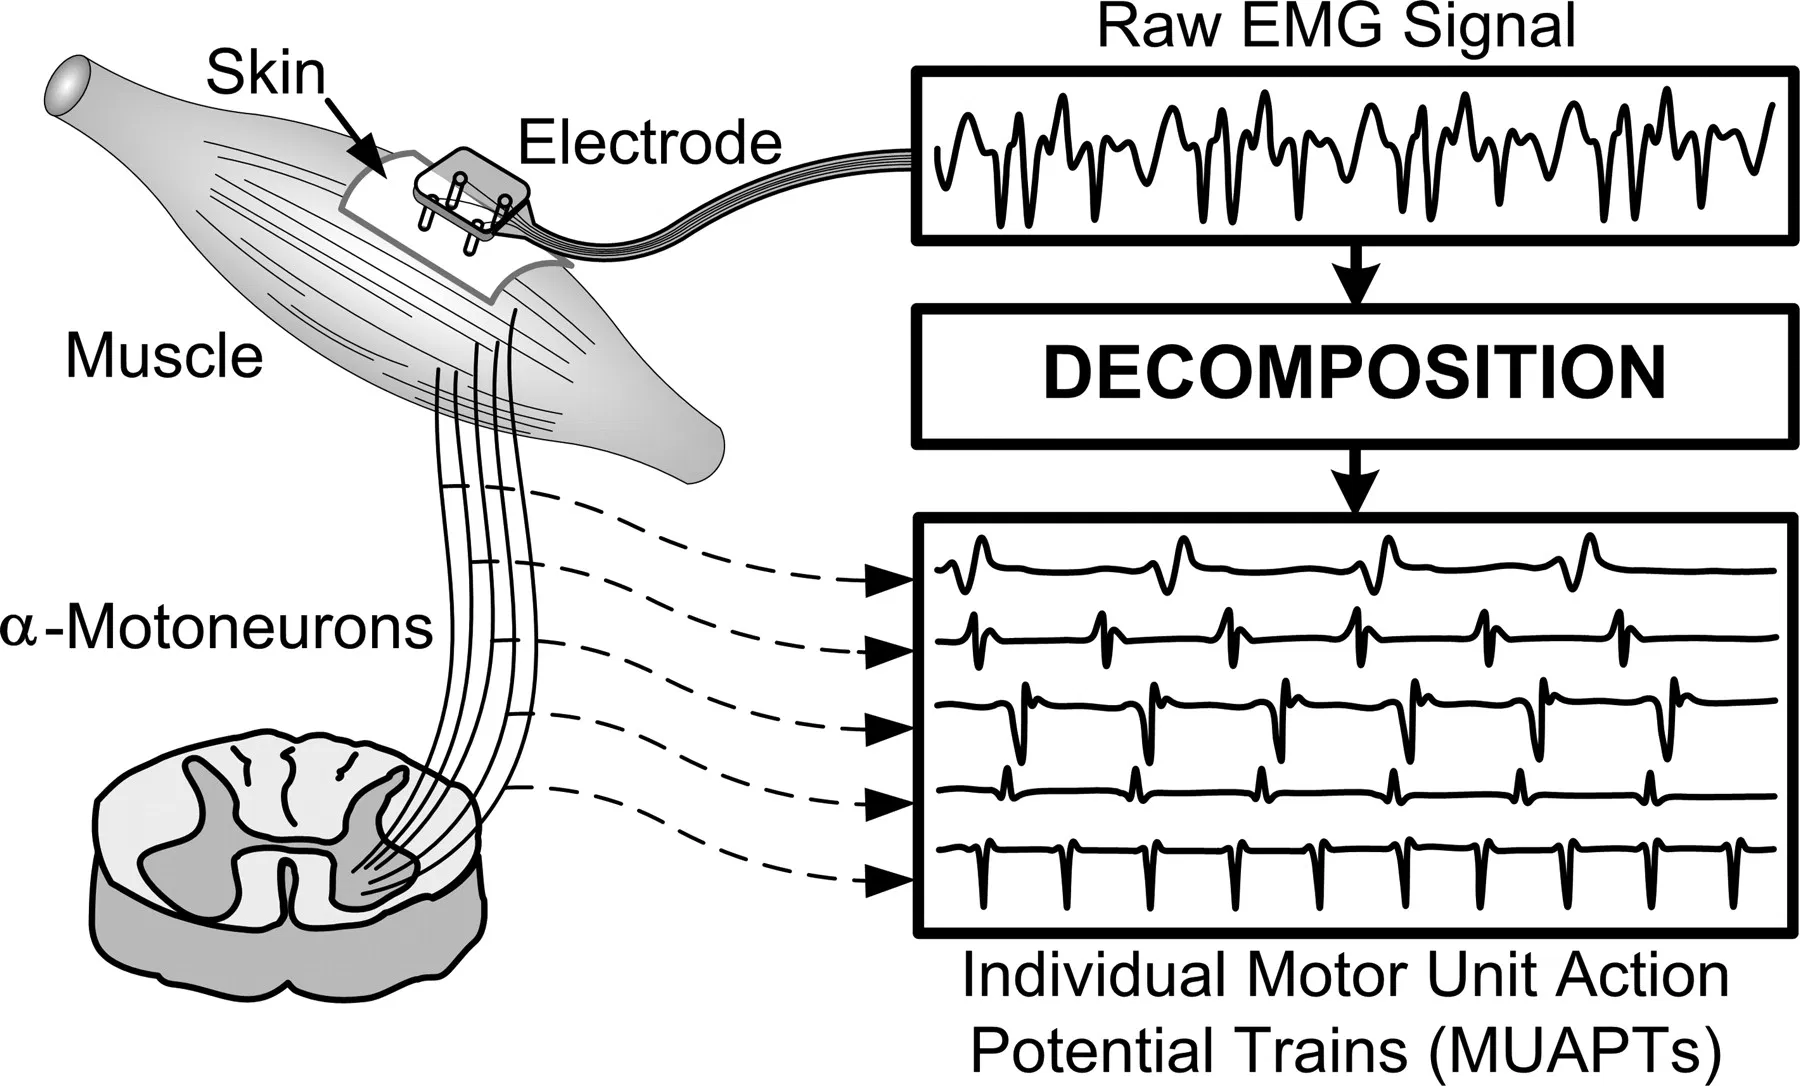 Raw EMG Signal
Skin
Electrode
Muscle
DECOMPOSITION
α-Motoneurons
Individual Motor Unit Action
Potential Trains (MUAPTs)